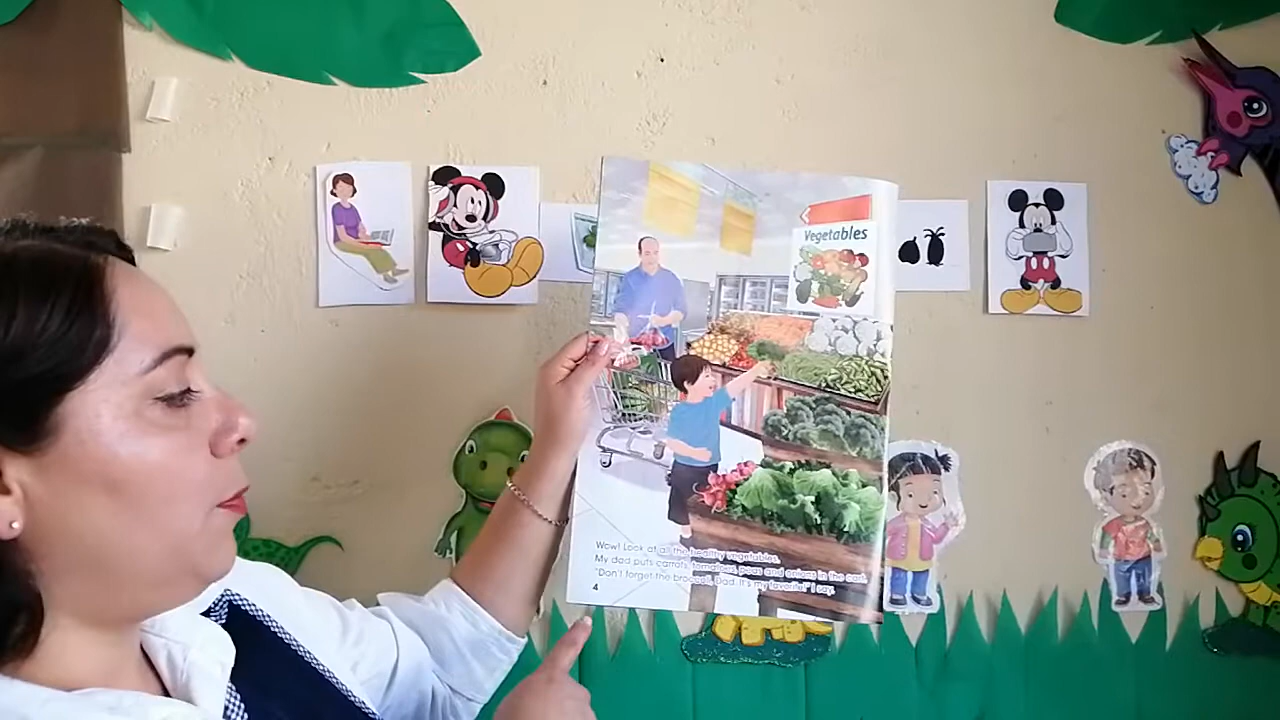 Vegetables
Wow! Look at all the healthy vegetables.
My dad puts carrots, tomatoes, peas and onions in the cart.
"Don't forget the broccoli, Dad. It's my favorite!" I say.
4